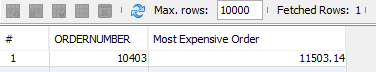 Max. rows: 10000 Fetched Rows: 1
# ORDERNUMBER Most Expensive Order
1 10403 11503.14